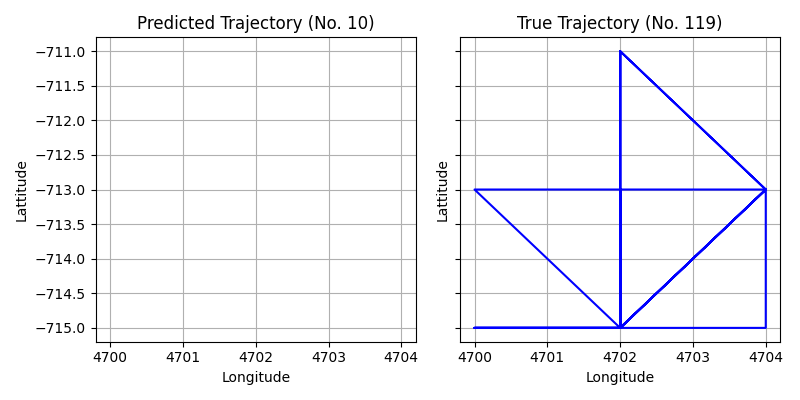 Predicted Trajectory (No. 10)
True Trajectory (No. 119)
−711.0
−711.5
−712.0
−712.5
−713.0
−713.5
−714.0
−714.5
−715.0
Lattitude
Lattitude
4700 4701 4702 4703 4704
4700 4701 4702 4703 4704
Longitude
Longitude